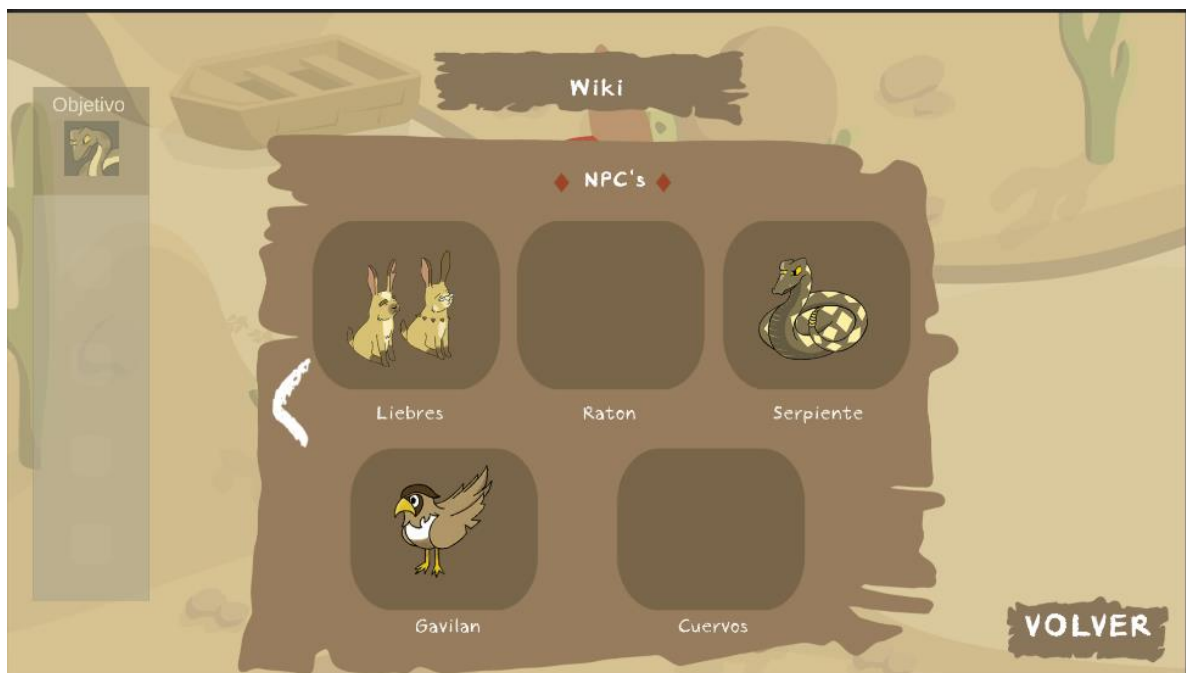 Wiki
Objetivo
NPC's
Liebres
Raton
Serpiente
Gavilan
Cuervos
VOLVER